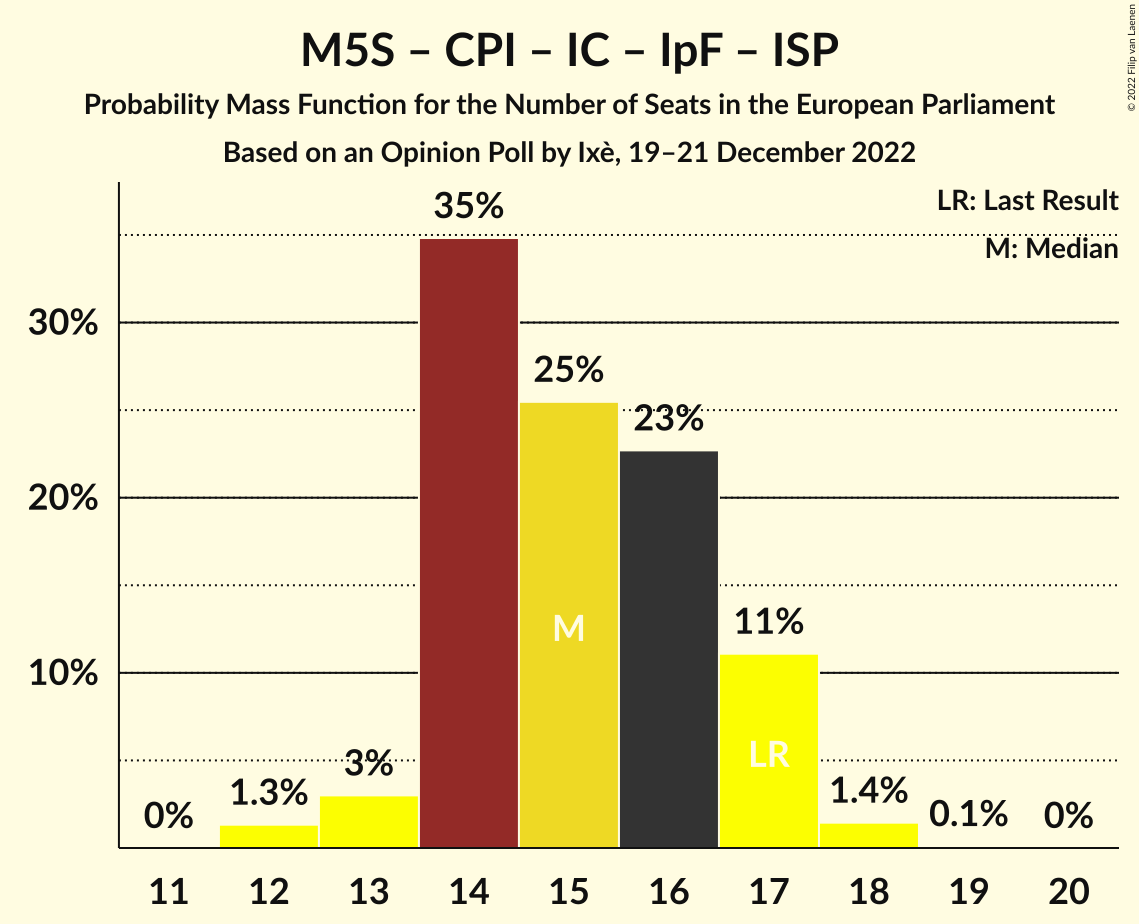 M5S – CPI – IC – IpF – ISP
Probability Mass Function for the Number of Seats in the European Parliament
Based on an Opinion Poll by Ixè, 19–21 December 2022
© 2022 Filip van Laenen
LR: Last Result
M: Median
35%
30%
25%
23%
20%
M
11%
10%
LR
3%
1.3%
1.4%
0%
0.1%
0%
11 12 13 14 15 16 17 18 19 20